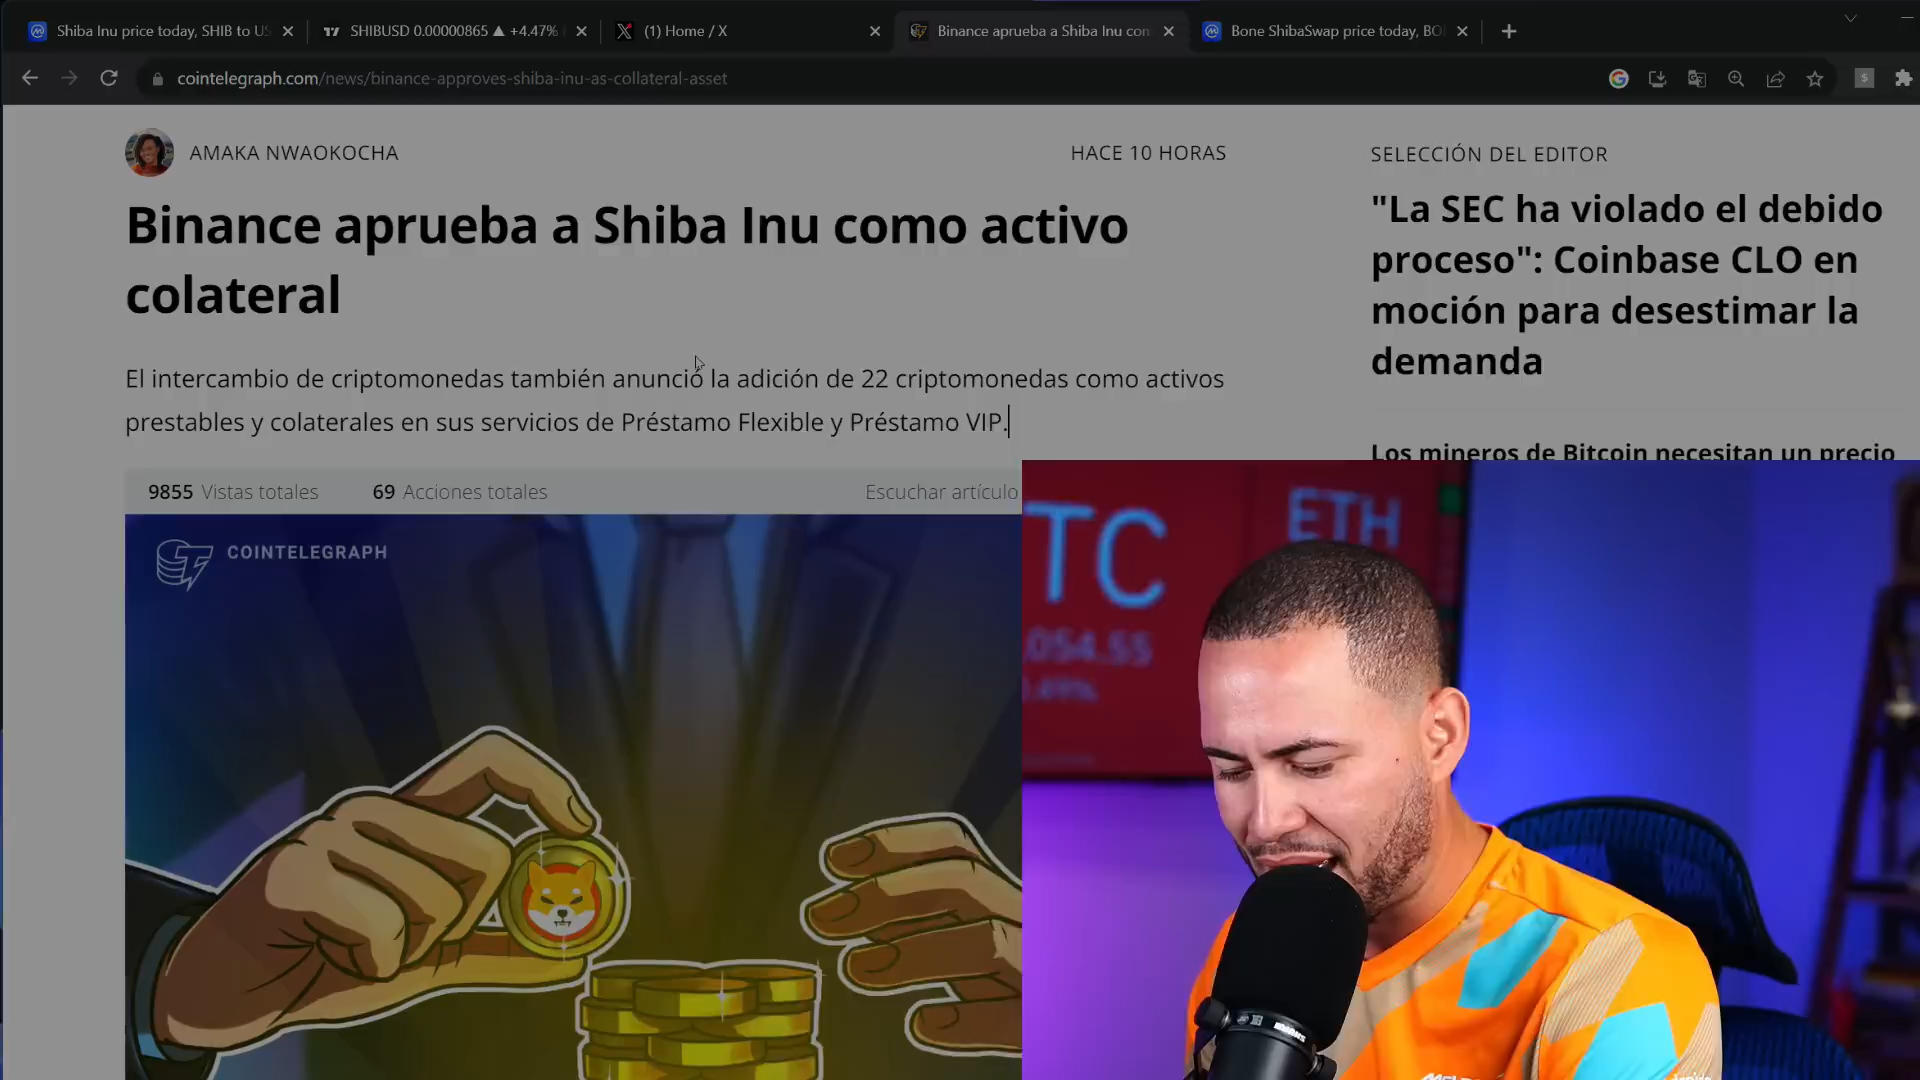 Shiba Inu price today, SHIB to US
SHIBUSD 0.00000865 ▲ +4.47%
(1) Home / X
Binance aprueba a Shiba Inu com
Bone ShibaSwap price today, BO
cointelegraph.com/news/binance-approves-shiba-inu-as-collateral-asset
AMAKA NWAOKOCHA
HACE 10 HORAS
Binance aprueba a Shiba Inu como activo
colateral
El intercambio de criptomonedas también anunció la adición de 22 criptomonedas como activos
prestables y colaterales en sus servicios de Préstamo Flexible y Préstamo VIP.
9855 Vistas totales
69 Acciones totales
Escuchar artículo
COINTELEGRAPH
SELECCIÓN DEL EDITOR
"La SEC ha violado el debido
proceso": Coinbase CLO en
moción para desestimar la
demanda
Los mineros de Bitcoin necesitan un precio
TC
ETH
,054.55